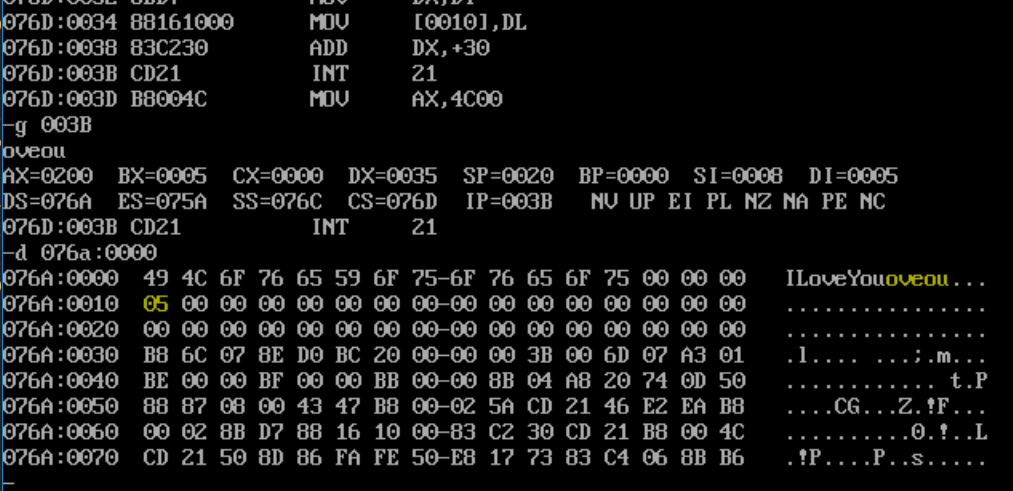 076D:0032 8BD7 MOV DX,DI
076D:0034 88161000 MOV [0010],DL
076D:0038 83C230 ADD DX,+30
076D:003B CD21 INT 21
076D:003D B8004C MOV AX,4C00
-g 003B
oveou
AX=0200 BX=0005 CX=0000 DX=0035 SP=0020 BP=0000 SI=0008 DI=0005
DS=076A ES=075A SS=076C CS=076D IP=003B NV UP EI PL NZ NA PE NC
076D:003B CD21 INT 21
-d 076a:0000
076A:0000 49 4C 6F 76 65 59 6F 75-6F 76 65 6F 75 00 00 00 ILoveYouoveou...
076A:0010 05 00 00 00 00 00 00 00-00 00 00 00 00 00 00 00 ................
076A:0020 00 00 00 00 00 00 00 00-00 00 00 00 00 00 00 00 ................
076A:0030 B8 6C 07 8E D0 BC 20 00-00 00 3B 00 6D 07 A3 01 .l.... ...;.m...
076A:0040 BE 00 00 BF 00 00 BB 00-00 8B 04 A8 20 74 0D 50 ............ t.P
076A:0050 88 87 08 00 43 47 B8 00-02 5A CD 21 46 E2 EA B8 ....CG...Z.!F...
076A:0060 00 02 8B D7 88 16 10 00-83 C2 30 CD 21 B8 00 4C ..........0.!..L
076A:0070 CD 21 50 8D 86 FA FE 50-E8 17 73 83 C4 06 8B B6 .!P....P..s.....
-